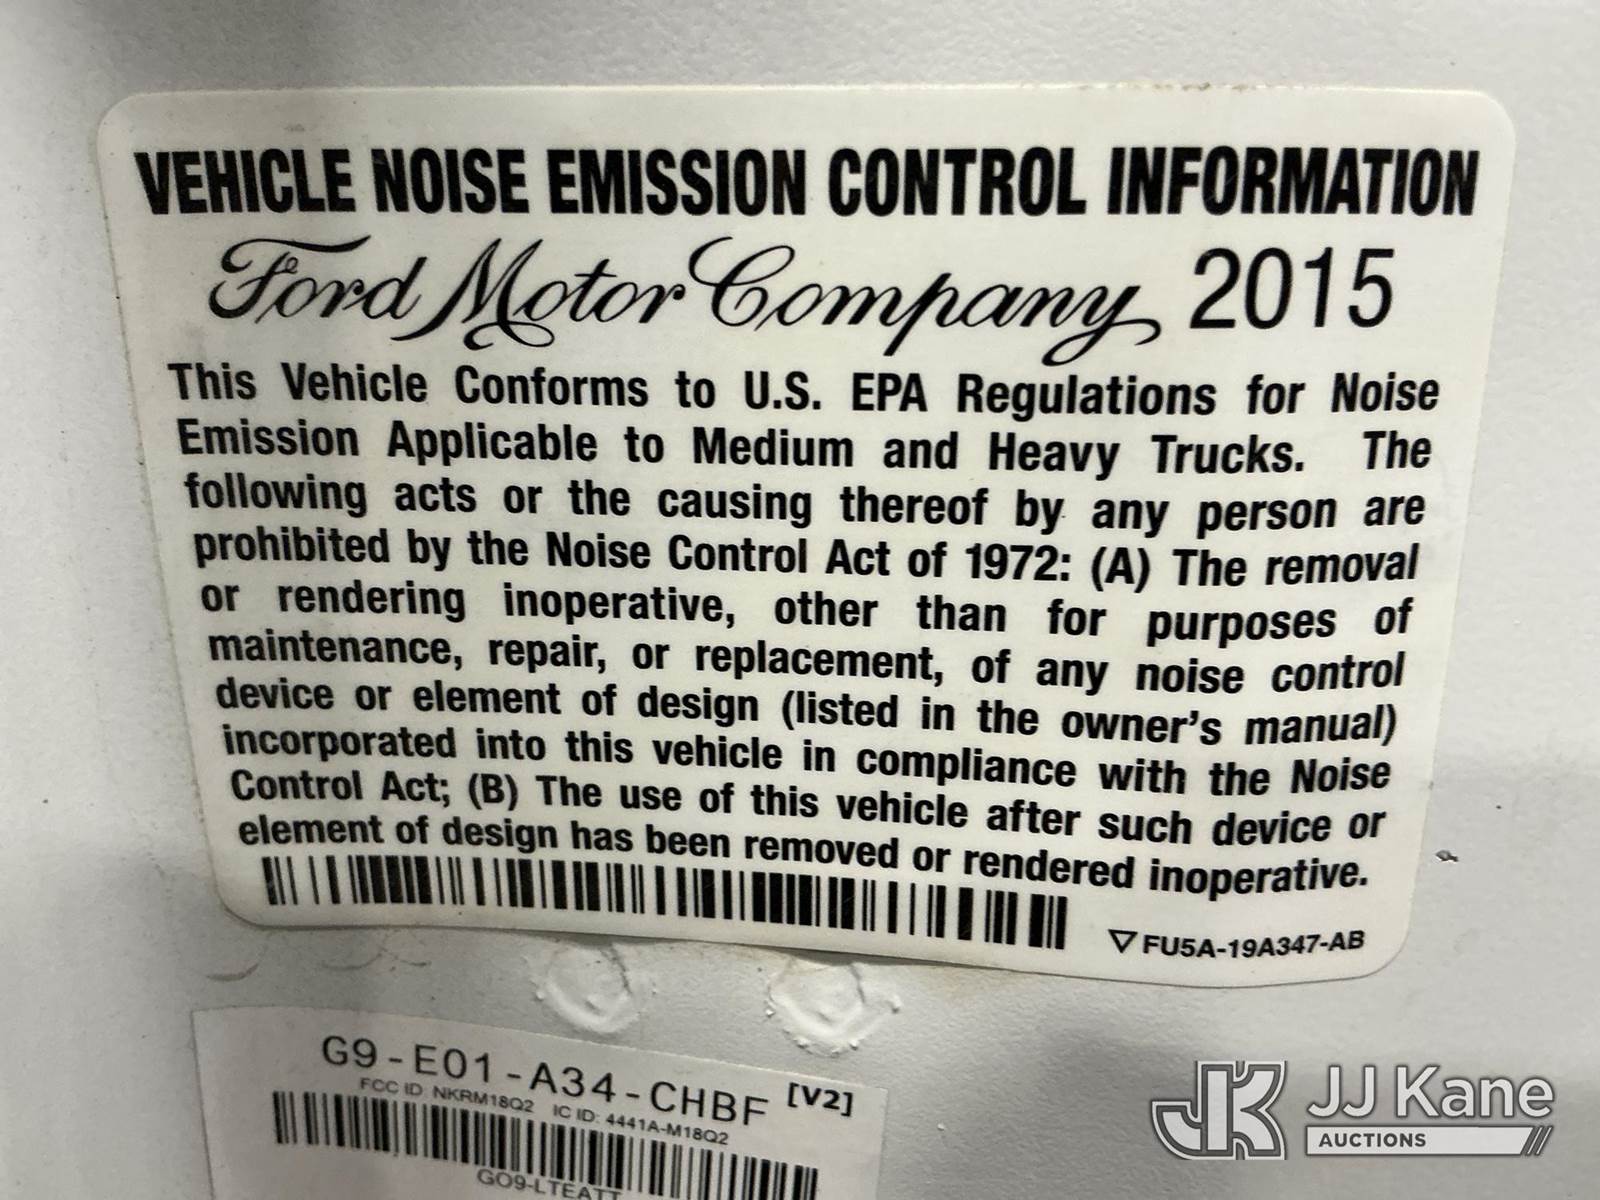 VEHICLE NOISE EMISSION CONTROL INFORMATION
Ford Motor Company 2015
This Vehicle Conforms to U.S. EPA Regulations for Noise
Emission Applicable to Medium and Heavy Trucks. The
following acts or the causing thereof by any person are
prohibited by the Noise Control Act of 1972: (A) The removal
or rendering inoperative, other than for purposes of
maintenance, repair, or replacement, of any noise control
device or element of design (listed in the owner's manual)
incorporated into this vehicle in compliance with the Noise
Control Act; (B) The use of this vehicle after such device or
element of design has been removed or rendered inoperative.
FU5A-19A347-AB
G9-E01-A34-CHBF [V2]
FCC ID: NKRM18Q2 IC ID: 4441A-M18Q2
GO9-LTEATT
JK JJ Kane
AUCTIONS